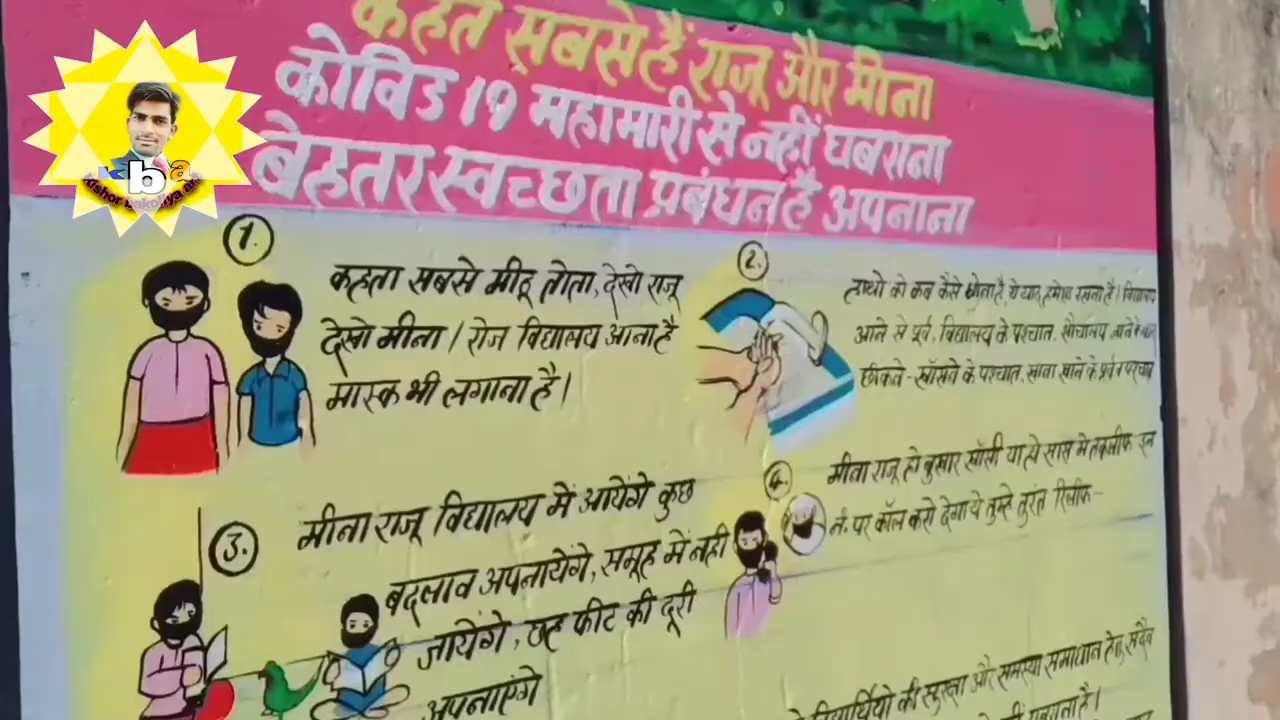 कहते सबसे हैं राजू और मीना
कोविड 19 महामारी से नहीं घबराना
बेहतर स्वच्छता प्रबंधन है अपनाना
kba
1.
कहता सबसे मीठू तोता, देखो राजू
देखो मीना । रोज विद्यालय आना है
मास्क भी लगाना है।
2.
हाथो को कब कैसे धोना है, ये याद हमेशा रखना है। विद्यालय
आने से पूर्व, विद्यालय के पश्चात, शौचालय जाने के
छींकने - खाँसने के पश्चात, खाना खाने के पूर्व व पश्चात
3.
मीना राजू विद्यालय में आयेंगे कुछ
बदलाव अपनायेंगे, समूह में नही
जायेंगे, छह फीट की दूरी
अपनाएंगे
4.
मीना राजू हो बुखार खाँसी या हो सास मे तकलीफ इन
नं. पर कॉल करो देगा ये तुम्हे तुरंत रिलीफ-
विद्यार्थियो की सुरक्षा और समस्या समाधान हेतु सदैव